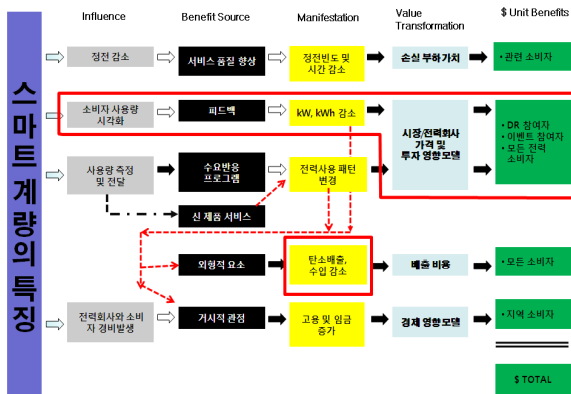 Influence
Benefit Source
Manifestation
Value
Transformation
$ Unit Benefits
스마트 계량의 특징
정전 감소
서비스 품질 향상
정전빈도 및
시간 감소
손실 부하가치
• 관련 소비자
소비자 사용량
시각화
피드백
kW, kWh 감소
시장/전력회사
가격 및
투자 영향모델
• DR 참여자
• 이벤트 참여자
• 모든 전력
소비자
사용량 측정
및 전달
수요반응
프로그램
전력사용 패턴
변경
신 제품 서비스
외형적 요소
탄소배출,
수입 감소
배출 비용
• 모든 소비자
전력회사와 소비
자 경비발생
거시적 관점
고용 및 임금
증가
경제 영향모델
• 지역 소비자
$ TOTAL